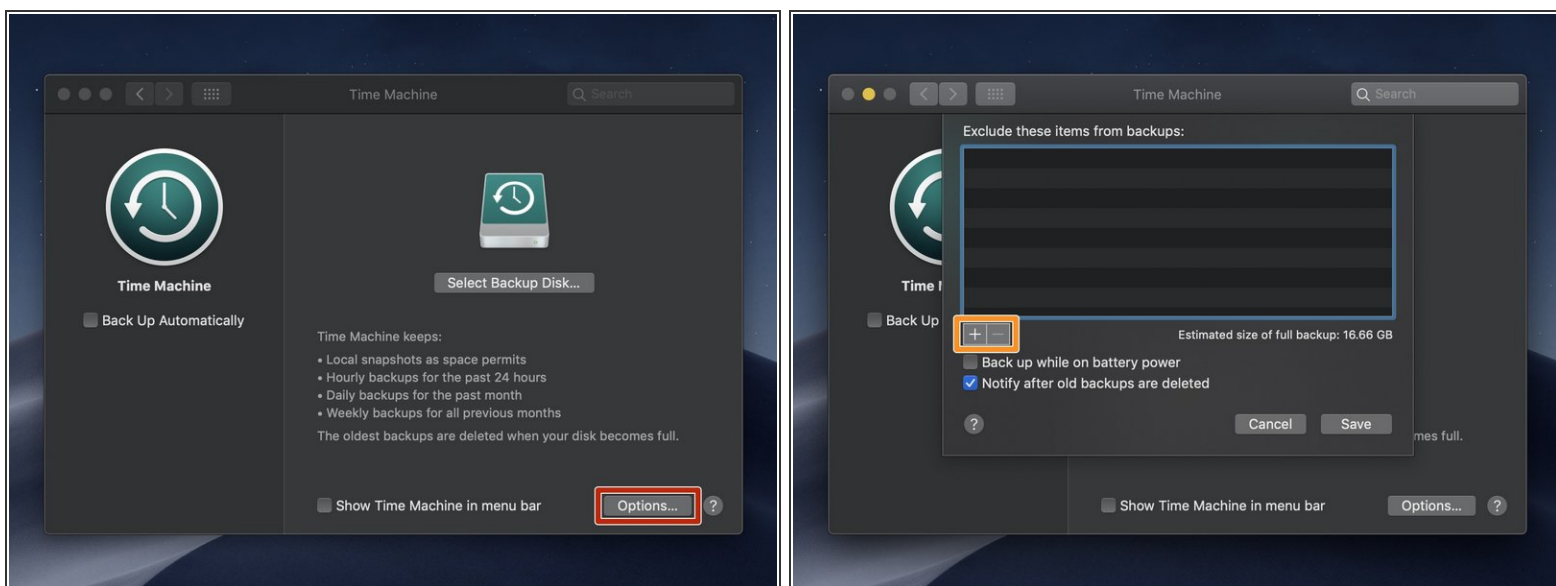 Time Machine
Search
Time Machine
Back Up Automatically
Select Backup Disk...
Time Machine keeps:
• Local snapshots as space permits
• Hourly backups for the past 24 hours
• Daily backups for the past month
• Weekly backups for all previous months
The oldest backups are deleted when your disk becomes full.
Show Time Machine in menu bar
Options...
?
Time Machine
Search
Exclude these items from backups:
Time
Back Up
+ −
Estimated size of full backup: 16.66 GB
Back up while on battery power
Notify after old backups are deleted
?
Cancel
Save
mes full.
Show Time Machine in menu bar
Options...
?